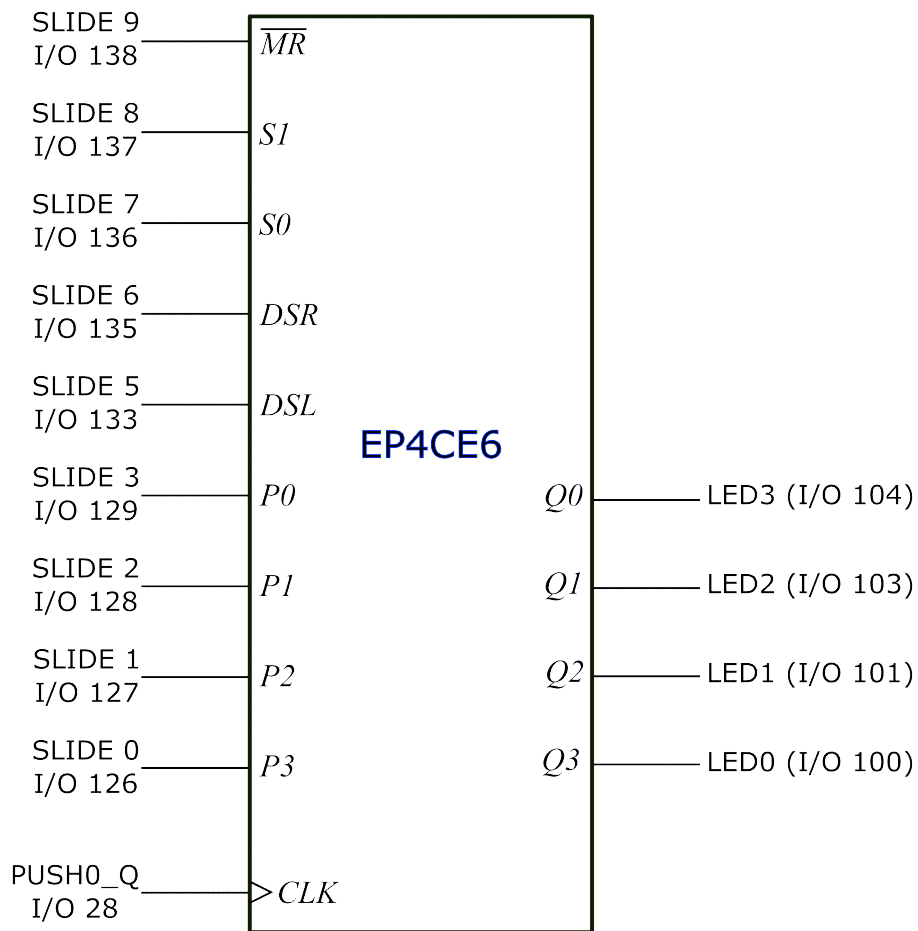 SLIDE 9
I/O 138
MR
SLIDE 8
I/O 137
S1
SLIDE 7
I/O 136
S0
SLIDE 6
I/O 135
DSR
SLIDE 5
I/O 133
DSL
EP4CE6
SLIDE 3
I/O 129
P0
Q0
LED3 (I/O 104)
SLIDE 2
I/O 128
P1
Q1
LED2 (I/O 103)
SLIDE 1
I/O 127
P2
Q2
LED1 (I/O 101)
SLIDE 0
I/O 126
P3
Q3
LED0 (I/O 100)
PUSH0_Q
I/O 28
CLK